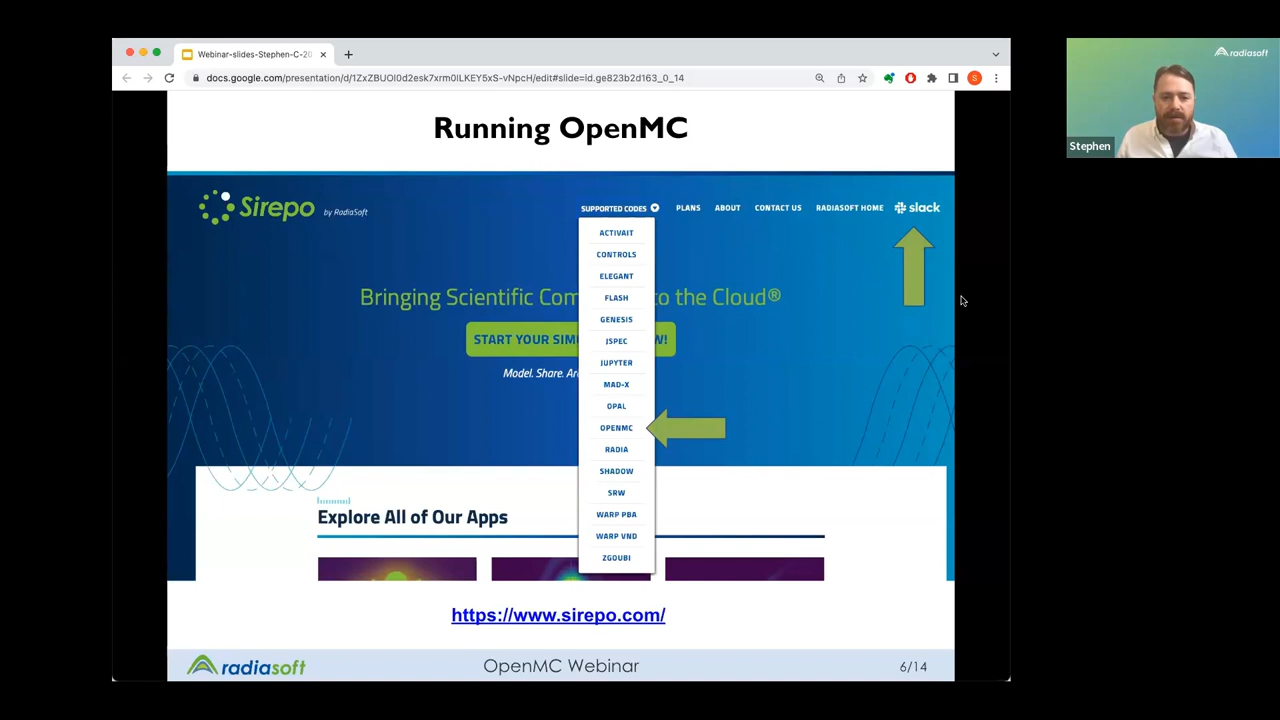 Webinar-slides-Stephen-C-20
docs.google.com/presentation/d/1ZxZBUOl0d2esk7xrm0lLKEY5xS-vNpcH/edit#slide=id.ge823b2d163_0_14
S
radiasoft
Stephen
Running OpenMC
Sirepo by RadiaSoft
SUPPORTED CODES
PLANS
ABOUT
CONTACT US
RADIASOFT HOME
slack
ACTIVAIT
CONTROLS
ELEGANT
FLASH
GENESIS
JSPEC
JUPYTER
MAD-X
OPAL
OPENMC
RADIA
SHADOW
SRW
WARP PBA
WARP VND
ZGOUBI
Bringing Scientific Com to the Cloud®
START YOUR SIM W!
Model. Share. Ar
Explore All of Our Apps
https://www.sirepo.com/
radiasoft
OpenMC Webinar
6/14